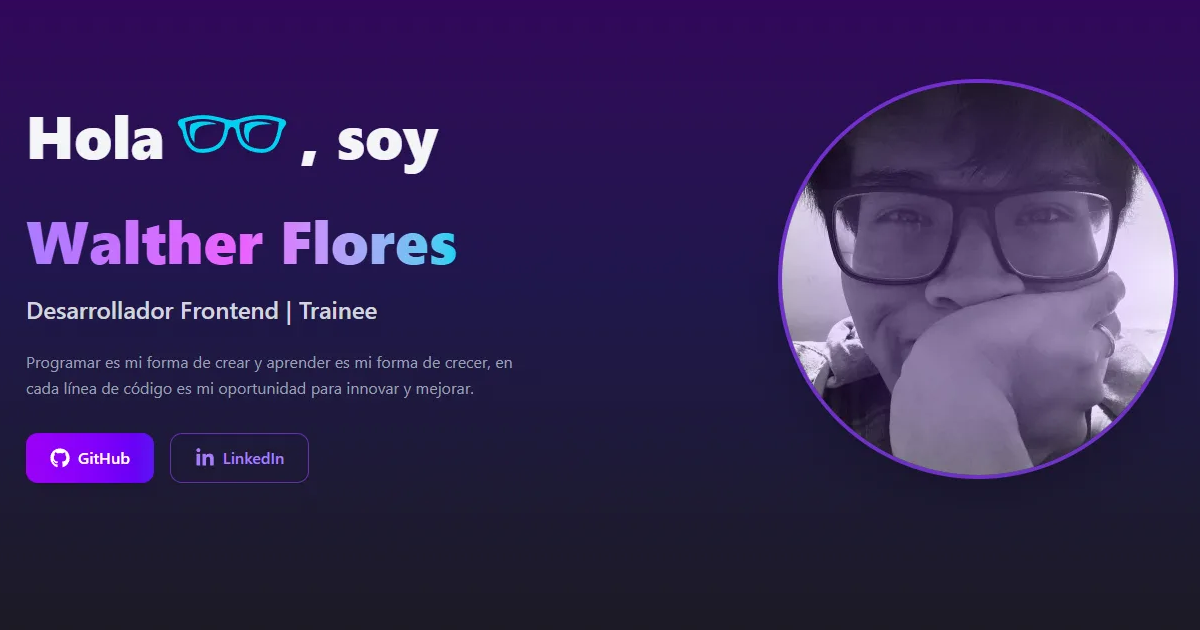 Hola , soy
Walther Flores
Desarrollador Frontend | Trainee
Programar es mi forma de crear y aprender es mi forma de crecer, en
cada línea de código es mi oportunidad para innovar y mejorar.
GitHub
LinkedIn